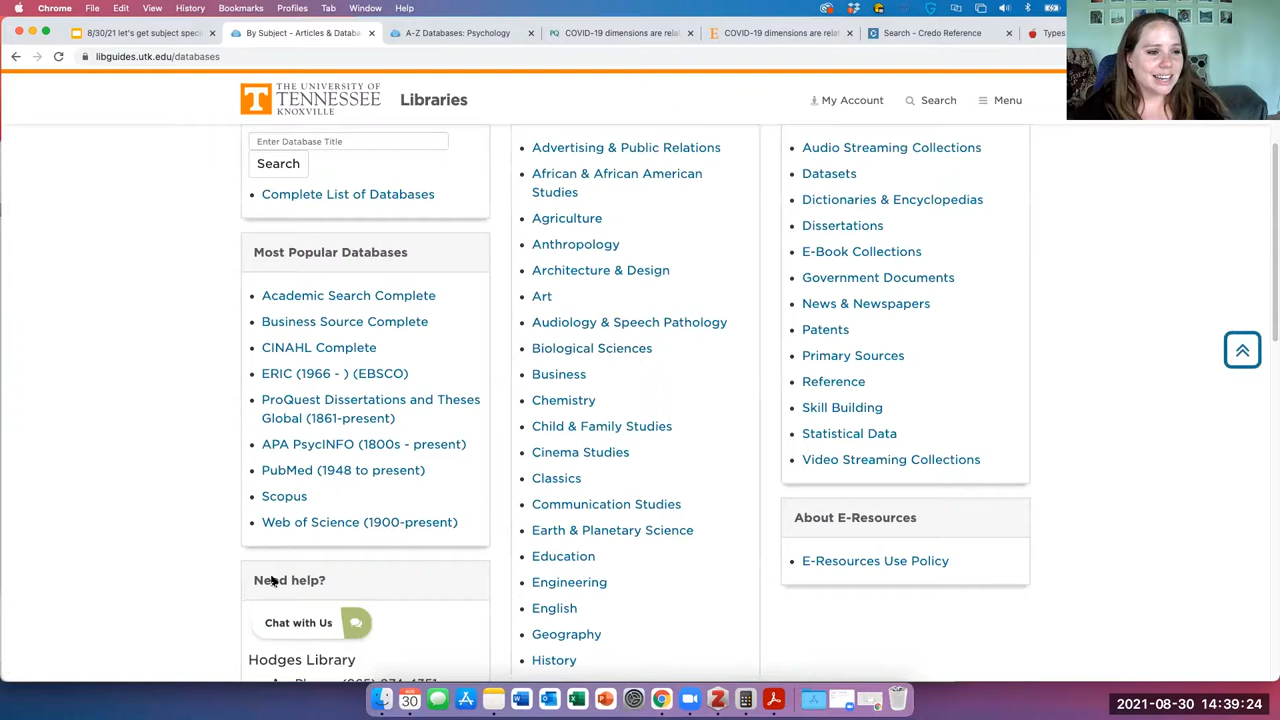 Chrome File Edit View History Bookmarks Profiles Tab Window Help
8/30/21 let's get subject speci
By Subject - Articles & Databa
A-Z Databases: Psychology
COVID-19 dimensions are rela
COVID-19 dimensions are relat
Search - Credo Reference
Types
libguides.utk.edu/databases
THE UNIVERSITY OF
TENNESSEE
KNOXVILLE
Libraries
My Account
Search
Menu
Enter Database Title
Search
Complete List of Databases
Most Popular Databases
Academic Search Complete
Business Source Complete
CINAHL Complete
ERIC (1966 - ) (EBSCO)
ProQuest Dissertations and Theses
Global (1861-present)
APA PsycINFO (1800s - present)
PubMed (1948 to present)
Scopus
Web of Science (1900-present)
Need help?
Chat with Us
Hodges Library
Advertising & Public Relations
African & African American
Studies
Agriculture
Anthropology
Architecture & Design
Art
Audiology & Speech Pathology
Biological Sciences
Business
Chemistry
Child & Family Studies
Cinema Studies
Classics
Communication Studies
Earth & Planetary Science
Education
Engineering
English
Geography
History
Audio Streaming Collections
Datasets
Dictionaries & Encyclopedias
Dissertations
E-Book Collections
Government Documents
News & Newspapers
Patents
Primary Sources
Reference
Skill Building
Statistical Data
Video Streaming Collections
About E-Resources
E-Resources Use Policy
AUG
30
2021-08-30 14:39:24